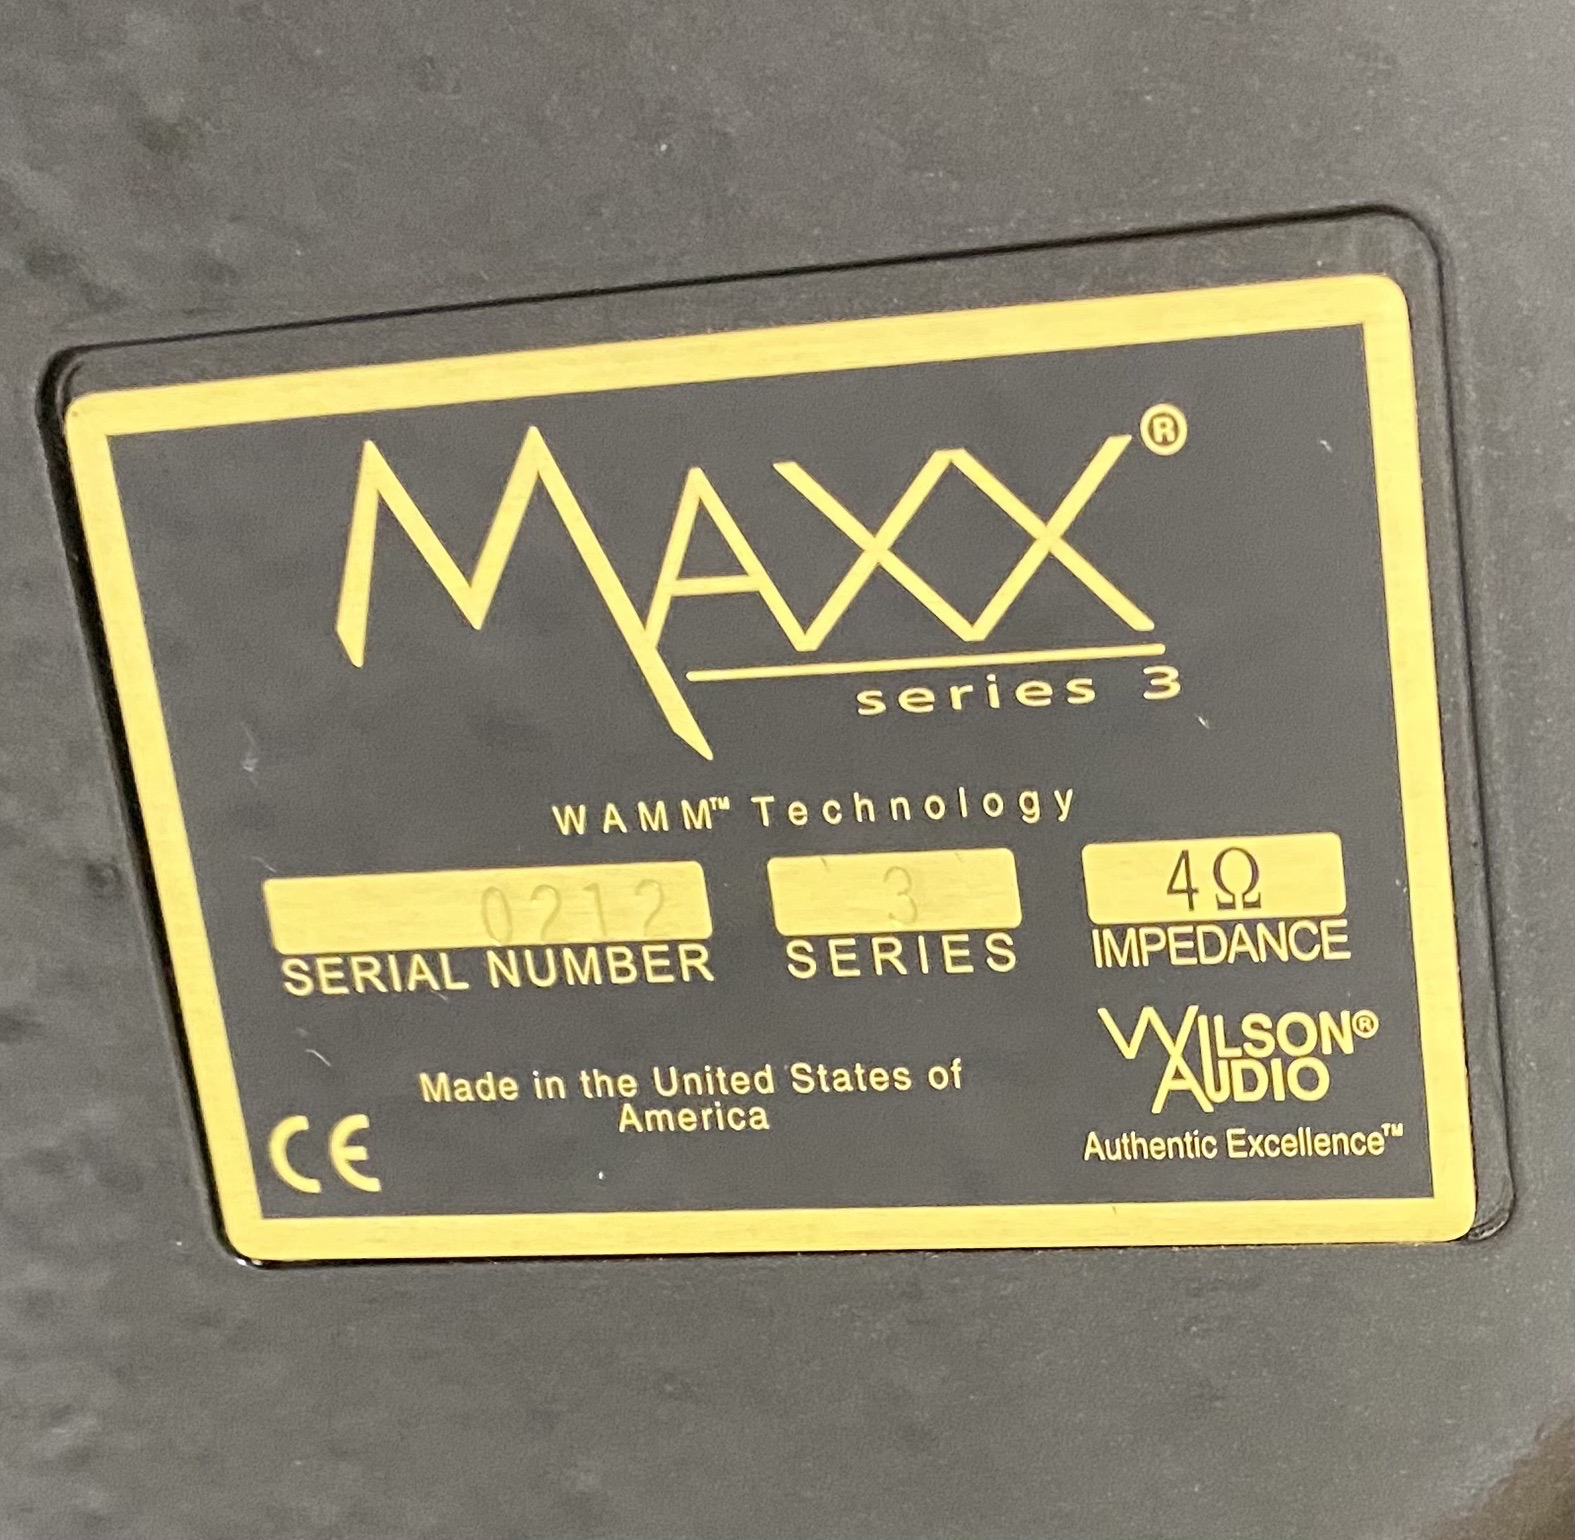 MAXX®
series 3
WAMM™ Technology
0212 3 4Ω
SERIAL NUMBER SERIES IMPEDANCE
Made in the United States of
America
CE
WILSON®
AUDIO
Authentic Excellence™